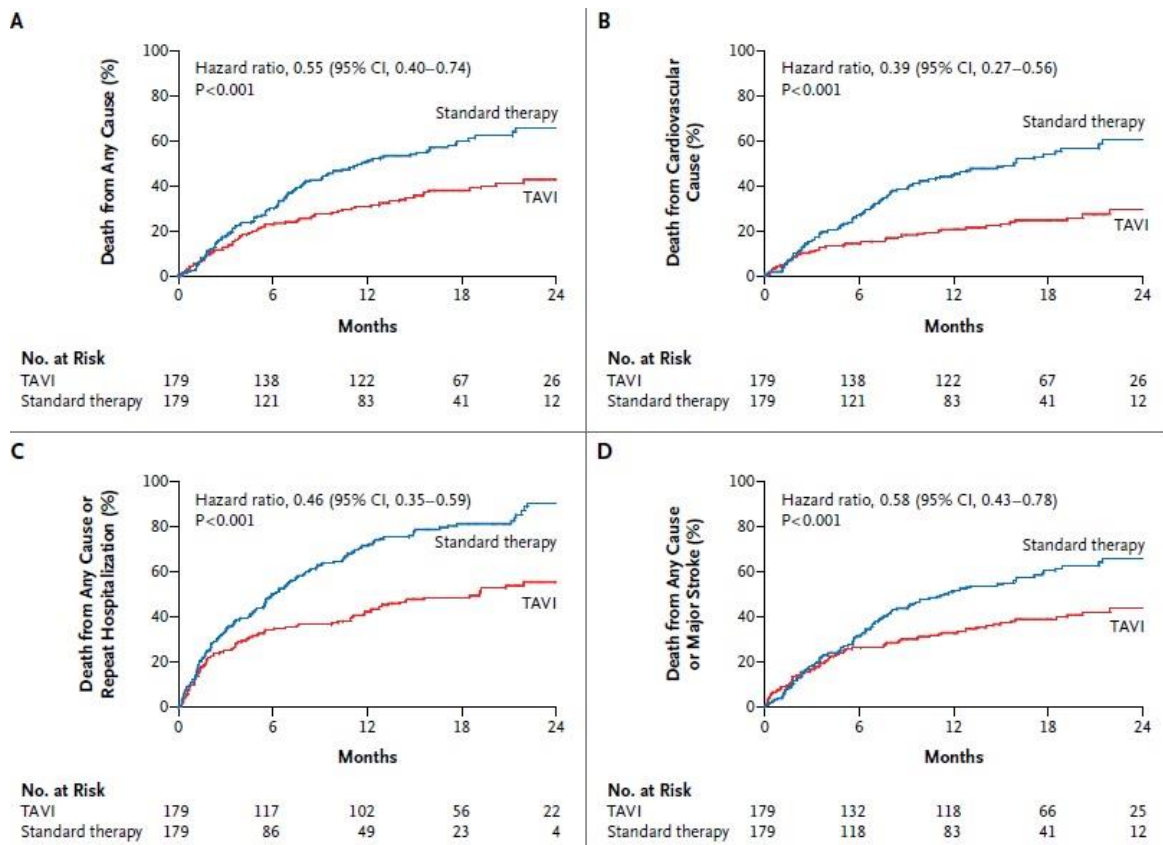 A
Death from Any Cause (%)
100
80
60
40
20
0
Hazard ratio, 0.55 (95% CI, 0.40–0.74)
P<0.001
Standard therapy
TAVI
0 6 12 18 24
Months
No. at Risk
TAVI 179 138 122 67 26
Standard therapy 179 121 83 41 12
B
Death from Cardiovascular
Cause (%)
100
80
60
40
20
0
Hazard ratio, 0.39 (95% CI, 0.27–0.56)
P<0.001
Standard therapy
TAVI
0 6 12 18 24
Months
No. at Risk
TAVI 179 138 122 67 26
Standard therapy 179 121 83 41 12
C
Death from Any Cause or
Repeat Hospitalization (%)
100
80
60
40
20
0
Hazard ratio, 0.46 (95% CI, 0.35–0.59)
P<0.001
Standard therapy
TAVI
0 6 12 18 24
Months
No. at Risk
TAVI 179 117 102 56 22
Standard therapy 179 86 49 23 4
D
Death from Any Cause
or Major Stroke (%)
100
80
60
40
20
0
Hazard ratio, 0.58 (95% CI, 0.43–0.78)
P<0.001
Standard therapy
TAVI
0 6 12 18 24
Months
No. at Risk
TAVI 179 132 118 66 25
Standard therapy 179 118 83 41 12